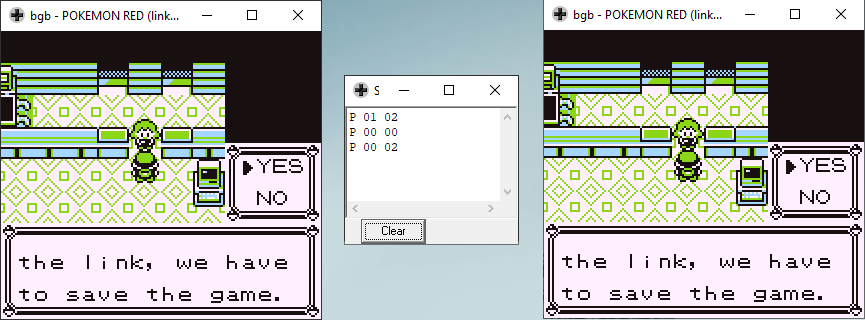 bgb - POKEMON RED (link...
YES
NO
the link, we have
to save the game.
S
P 01 02
P 00 00
P 00 02
Clear
bgb - POKEMON RED (link...
YES
NO
the link, we have
to save the game.